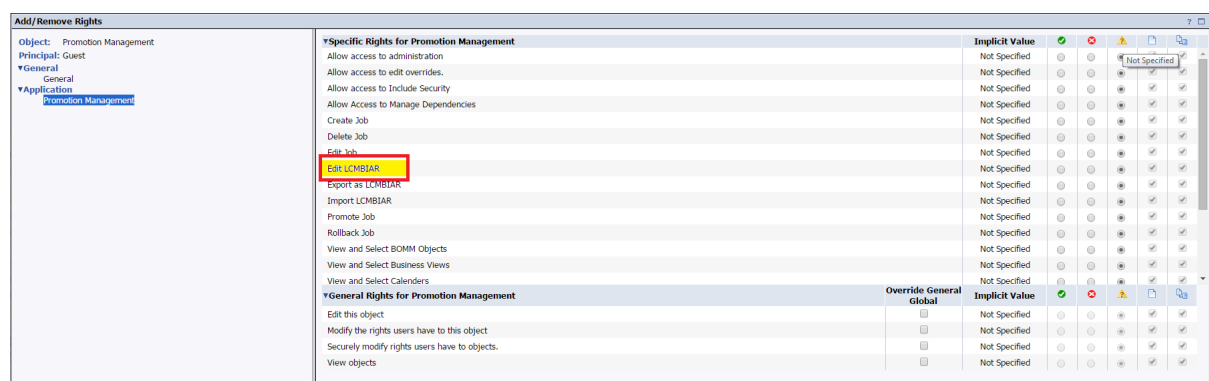 Add/Remove Rights ?
Object: Promotion Management
Principal: Guest
▾General
General
▾Application
Promotion Management
▾Specific Rights for Promotion Management Implicit Value
Allow access to administration Not Specified
Not Specified
Allow access to edit overrides. Not Specified
Allow access to Include Security Not Specified
Allow Access to Manage Dependencies Not Specified
Create Job Not Specified
Delete Job Not Specified
Edit Job Not Specified
Edit LCMBIAR Not Specified
Export as LCMBIAR Not Specified
Import LCMBIAR Not Specified
Promote Job Not Specified
Rollback Job Not Specified
View and Select BOMM Objects Not Specified
View and Select Business Views Not Specified
View and Select Calenders Not Specified
▾General Rights for Promotion Management Override General Global Implicit Value
Edit this object Not Specified
Modify the rights users have to this object Not Specified
Securely modify rights users have to objects. Not Specified
View objects Not Specified